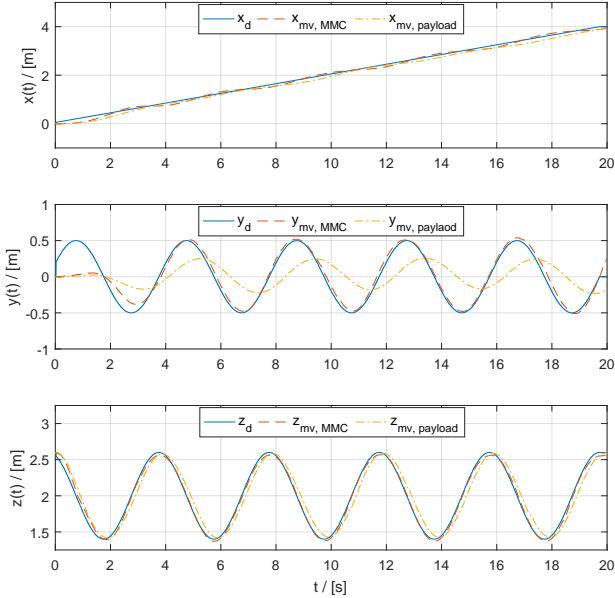 x_d x_mv, MMC x_mv, payload
4
2
0
x(t) / [m]
0 2 4 6 8 10 12 14 16 18 20
y_d y_mv, MMC y_mv, paylaod
1
0.5
0
-0.5
-1
y(t) / [m]
0 2 4 6 8 10 12 14 16 18 20
z_d z_mv, MMC z_mv, payload
3
2.5
2
1.5
z(t) / [m]
0 2 4 6 8 10 12 14 16 18 20
t / [s]